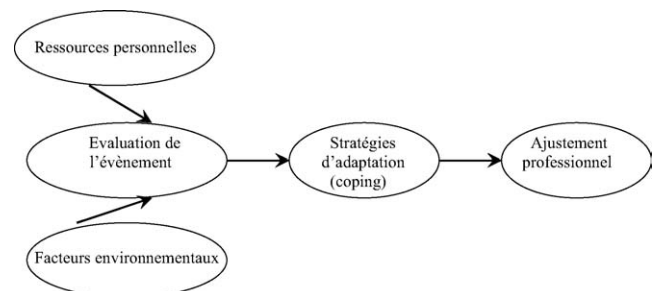 Ressources personnelles
Evaluation de
l'évènement
Stratégies
d'adaptation
(coping)
Ajustement
professionnel
Facteurs environnementaux